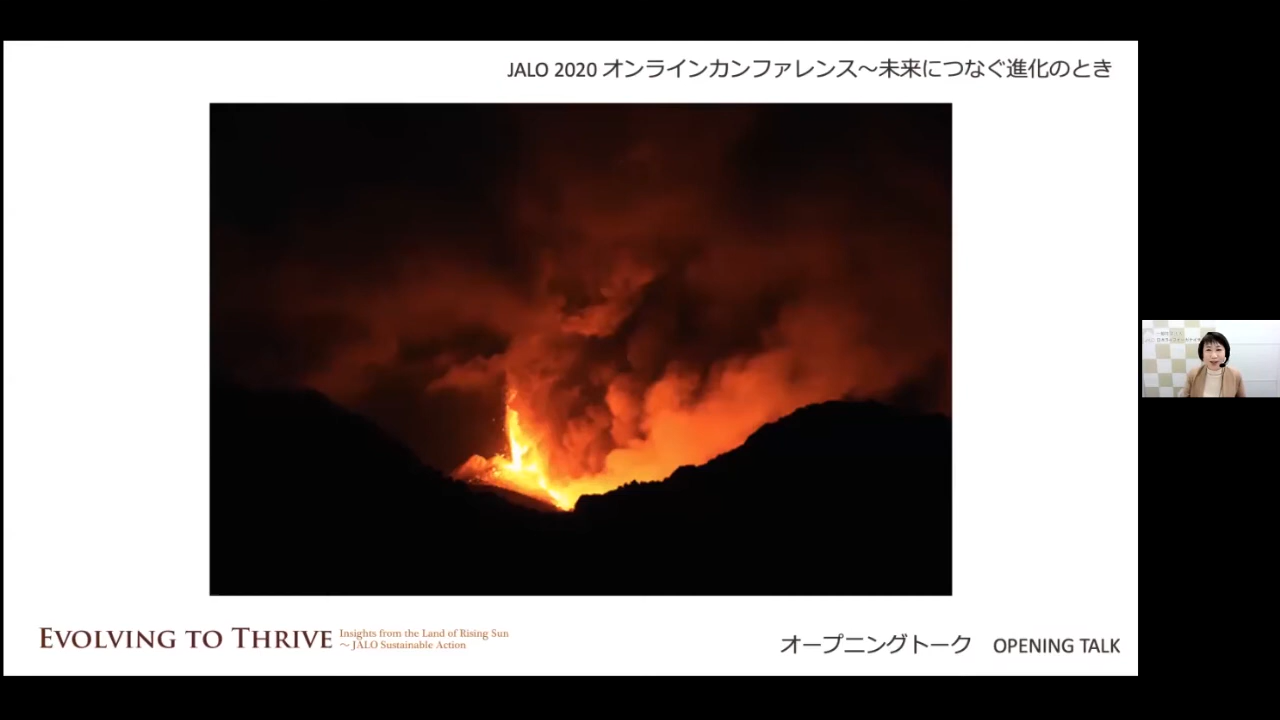 JALO 2020 オンラインカンファレンス～未来につなぐ進化のとき
EVOLVING TO THRIVE
Insights from the Land of Rising Sun
～JALO Sustainable Action
オープニングトーク OPENING TALK